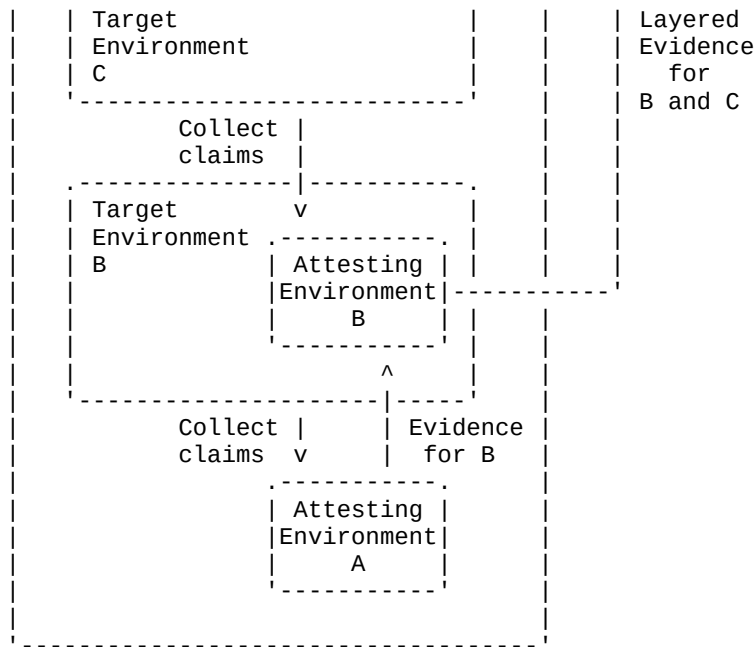 Target Layered
Environment Evidence
C for
B and C
Collect
claims
Target v
Environment
B Attesting
Environment
B
^
Collect Evidence
claims v for B
Attesting
Environment
A